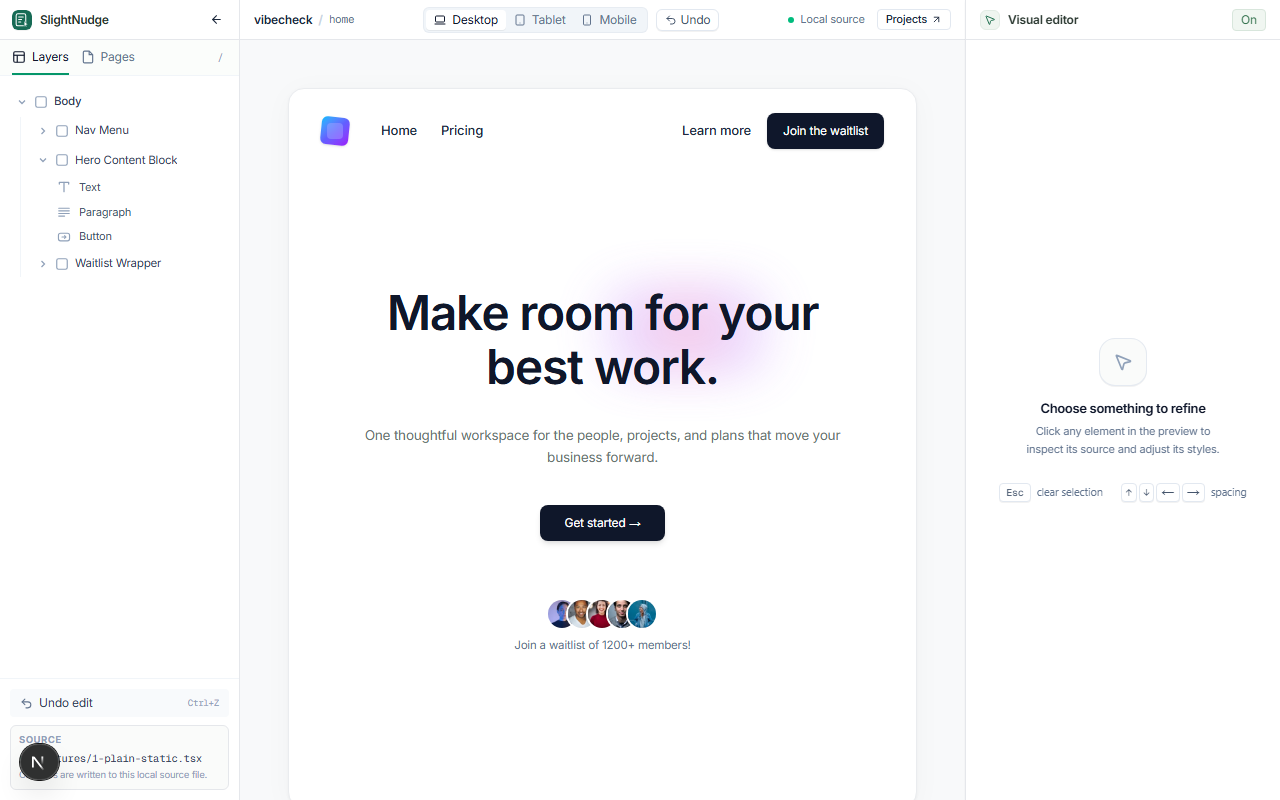 SlightNudge
vibecheck / home
Desktop Tablet Mobile
Undo
Local source
Projects
Visual editor
On
Layers
Pages
/
Body
Nav Menu
Hero Content Block
Text
Paragraph
Button
Waitlist Wrapper
Home
Pricing
Learn more
Join the waitlist
Make room for your
best work.
One thoughtful workspace for the people, projects, and plans that move your
business forward.
Get started →
Join a waitlist of 1200+ members!
Choose something to refine
Click any element in the preview to
inspect its source and adjust its styles.
Esc clear selection ↑ ↓ ← → spacing
Undo edit Ctrl+Z
SOURCE
tures/1-plain-static.tsx
are written to this local source file.
N